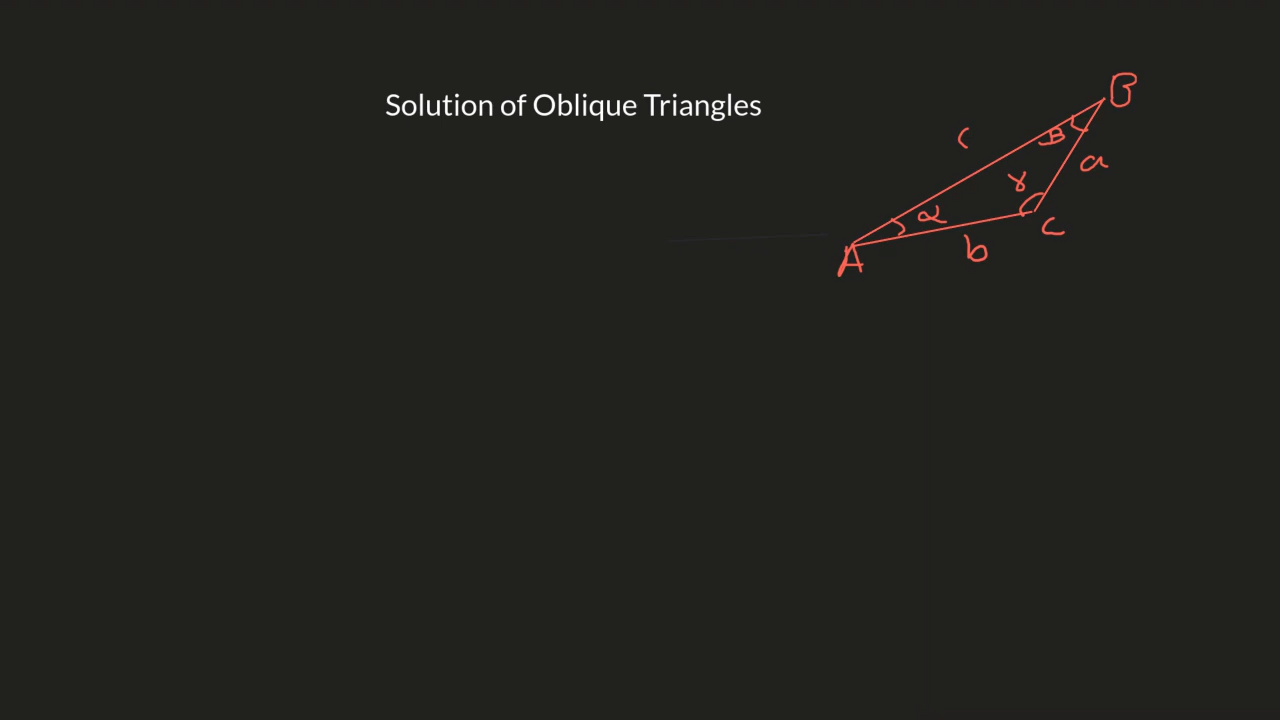 Solution of Oblique Triangles
B
c
β
a
γ
α
C
b
A